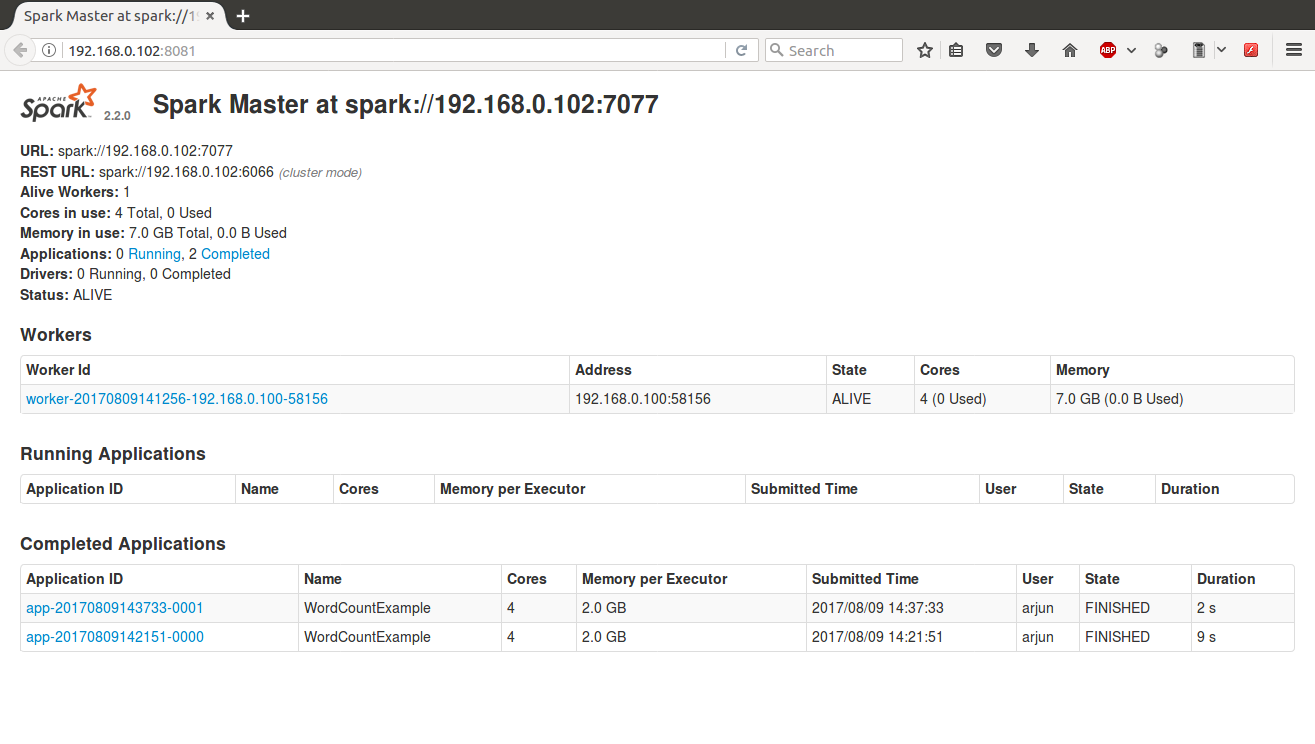 Spark Master at spark://1
192.168.0.102:8081
Search
ABP
APACHE
Spark 2.2.0
Spark Master at spark://192.168.0.102:7077
URL: spark://192.168.0.102:7077
REST URL: spark://192.168.0.102:6066 (cluster mode)
Alive Workers: 1
Cores in use: 4 Total, 0 Used
Memory in use: 7.0 GB Total, 0.0 B Used
Applications: 0 Running, 2 Completed
Drivers: 0 Running, 0 Completed
Status: ALIVE
Workers
Worker Id Address State Cores Memory
worker-20170809141256-192.168.0.100-58156 192.168.0.100:58156 ALIVE 4 (0 Used) 7.0 GB (0.0 B Used)
Running Applications
Application ID Name Cores Memory per Executor Submitted Time User State Duration
Completed Applications
Application ID Name Cores Memory per Executor Submitted Time User State Duration
app-20170809143733-0001 WordCountExample 4 2.0 GB 2017/08/09 14:37:33 arjun FINISHED 2 s
app-20170809142151-0000 WordCountExample 4 2.0 GB 2017/08/09 14:21:51 arjun FINISHED 9 s